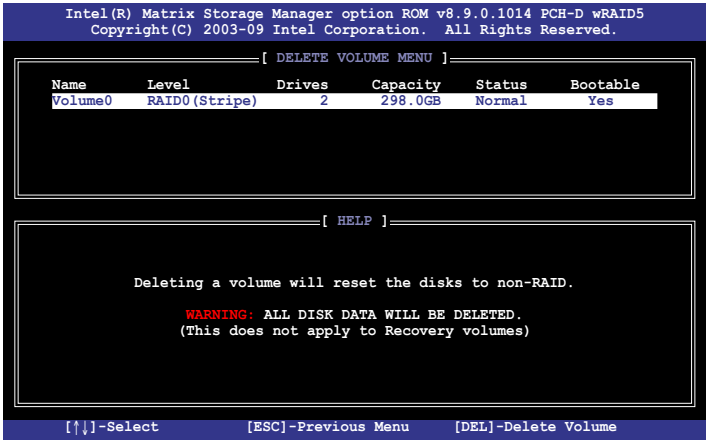 Intel(R) Matrix Storage Manager option ROM v8.9.0.1014 PCH-D wRAID5
Copyright(C) 2003-09 Intel Corporation.  All Rights Reserved.
[ DELETE VOLUME MENU ]
Name Level Drives Capacity Status Bootable
Volume0 RAID0(Stripe) 2 298.0GB Normal Yes
[ HELP ]
Deleting a volume will reset the disks to non-RAID.
WARNING: ALL DISK DATA WILL BE DELETED.
(This does not apply to Recovery volumes)
[↑↓]-Select [ESC]-Previous Menu [DEL]-Delete Volume